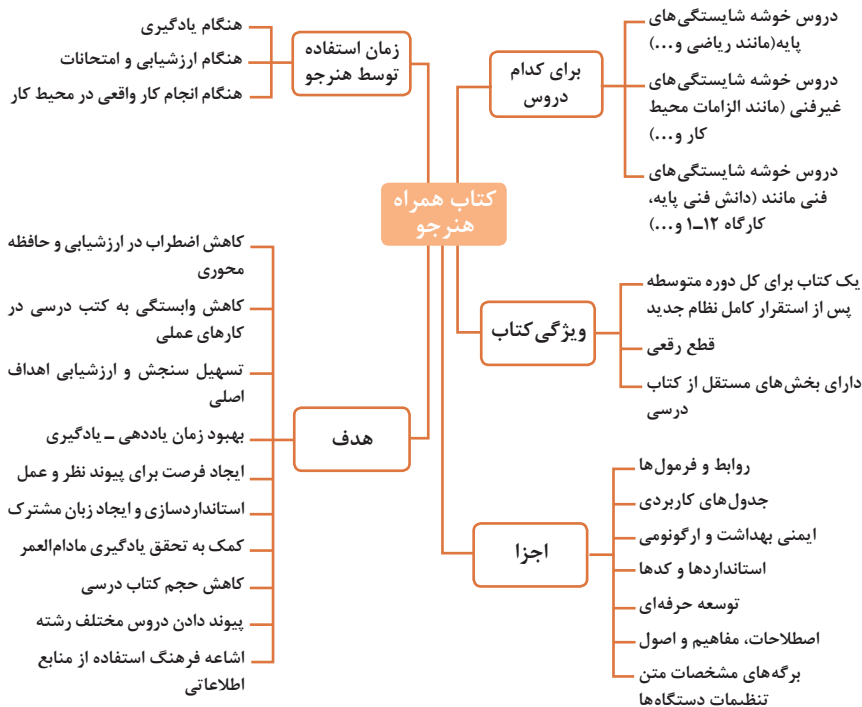 کتاب همراه
هنرجو
برای کدام
دروس
دروس خوشه شایستگی‌های
پایه(مانند ریاضی و...)
دروس خوشه شایستگی‌های
غیرفنی (مانند الزامات محیط
کار و...)
دروس خوشه شایستگی‌های
فنی مانند (دانش فنی پایه،
کارگاه ۱۲ـ۱ و...)
ویژگی کتاب
یک کتاب برای کل دوره متوسطه
پس از استقرار کامل نظام جدید
قطع رقعی
دارای بخش‌های مستقل از کتاب
درسی
اجزا
روابط و فرمول‌ها
جدول‌های کاربردی
ایمنی بهداشت و ارگونومی
استانداردها و کدها
توسعه حرفه‌ای
اصطلاحات، مفاهیم و اصول
برگه‌های مشخصات متن
تنظیمات دستگاه‌ها
زمان استفاده
توسط هنرجو
هنگام یادگیری
هنگام ارزشیابی و امتحانات
هنگام انجام کار واقعی در محیط کار
هدف
کاهش اضطراب در ارزشیابی و حافظه
محوری
کاهش وابستگی به کتب درسی در
کارهای عملی
تسهیل سنجش و ارزشیابی اهداف
اصلی
بهبود زمان یاددهی ـ یادگیری
ایجاد فرصت برای پیوند نظر و عمل
استانداردسازی و ایجاد زبان مشترک
کمک به تحقق یادگیری مادام‌العمر
کاهش حجم کتاب درسی
پیوند دادن دروس مختلف رشته
اشاعه فرهنگ استفاده از منابع
اطلاعاتی